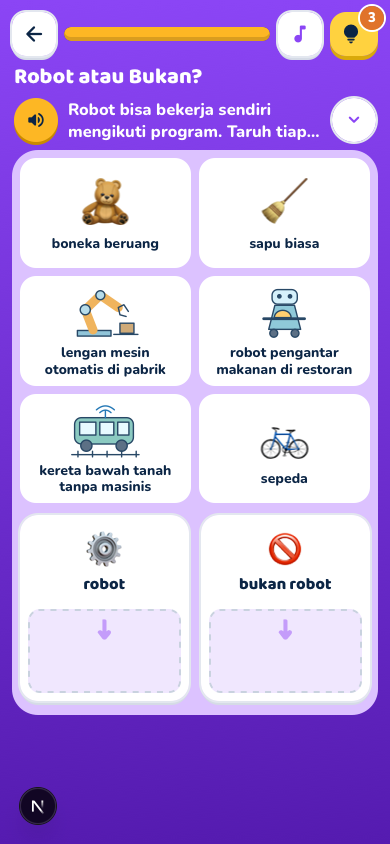 3
Robot atau Bukan?
Robot bisa bekerja sendiri
mengikuti program. Taruh tiap...
boneka beruang
sapu biasa
lengan mesin
otomatis di pabrik
robot pengantar
makanan di restoran
kereta bawah tanah
tanpa masinis
sepeda
robot
bukan robot
N